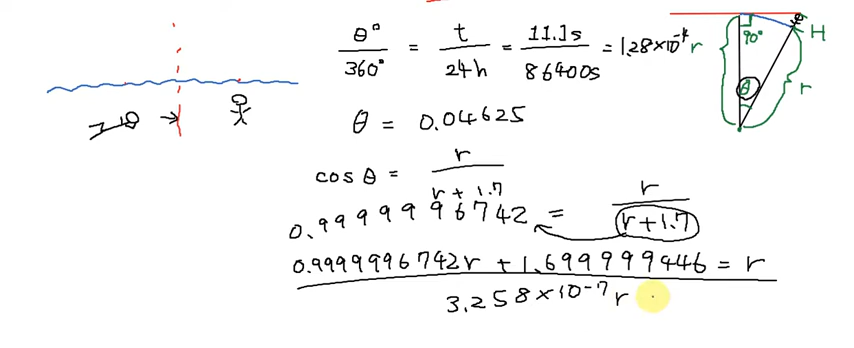 θ° / 360° = t / 24h = 11.1s / 86400s = 1.28×10⁻⁴
r 90° H
θ r
θ = 0.04625
cos θ = r / r + 1.7
0.9999996742 = r / r + 1.7
0.9999996742r + 1.699999446 = r
3.258×10⁻⁷r